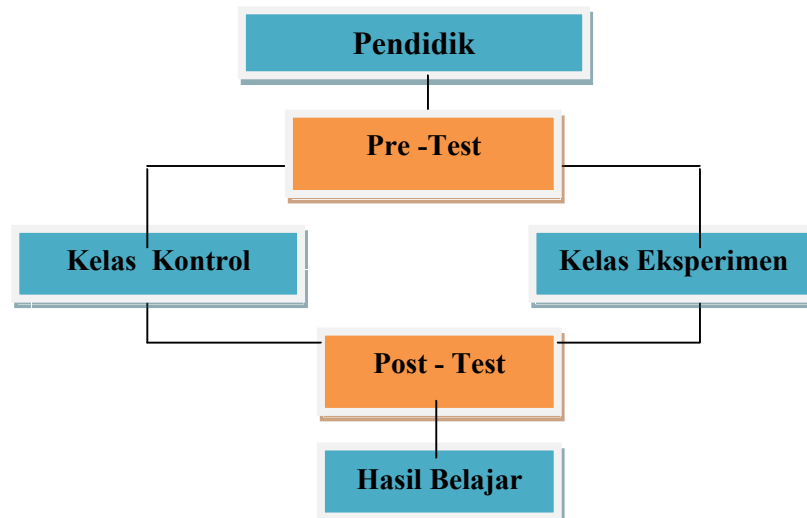 Pendidik
Pre -Test
Kelas Kontrol
Kelas Eksperimen
Post - Test
Hasil Belajar